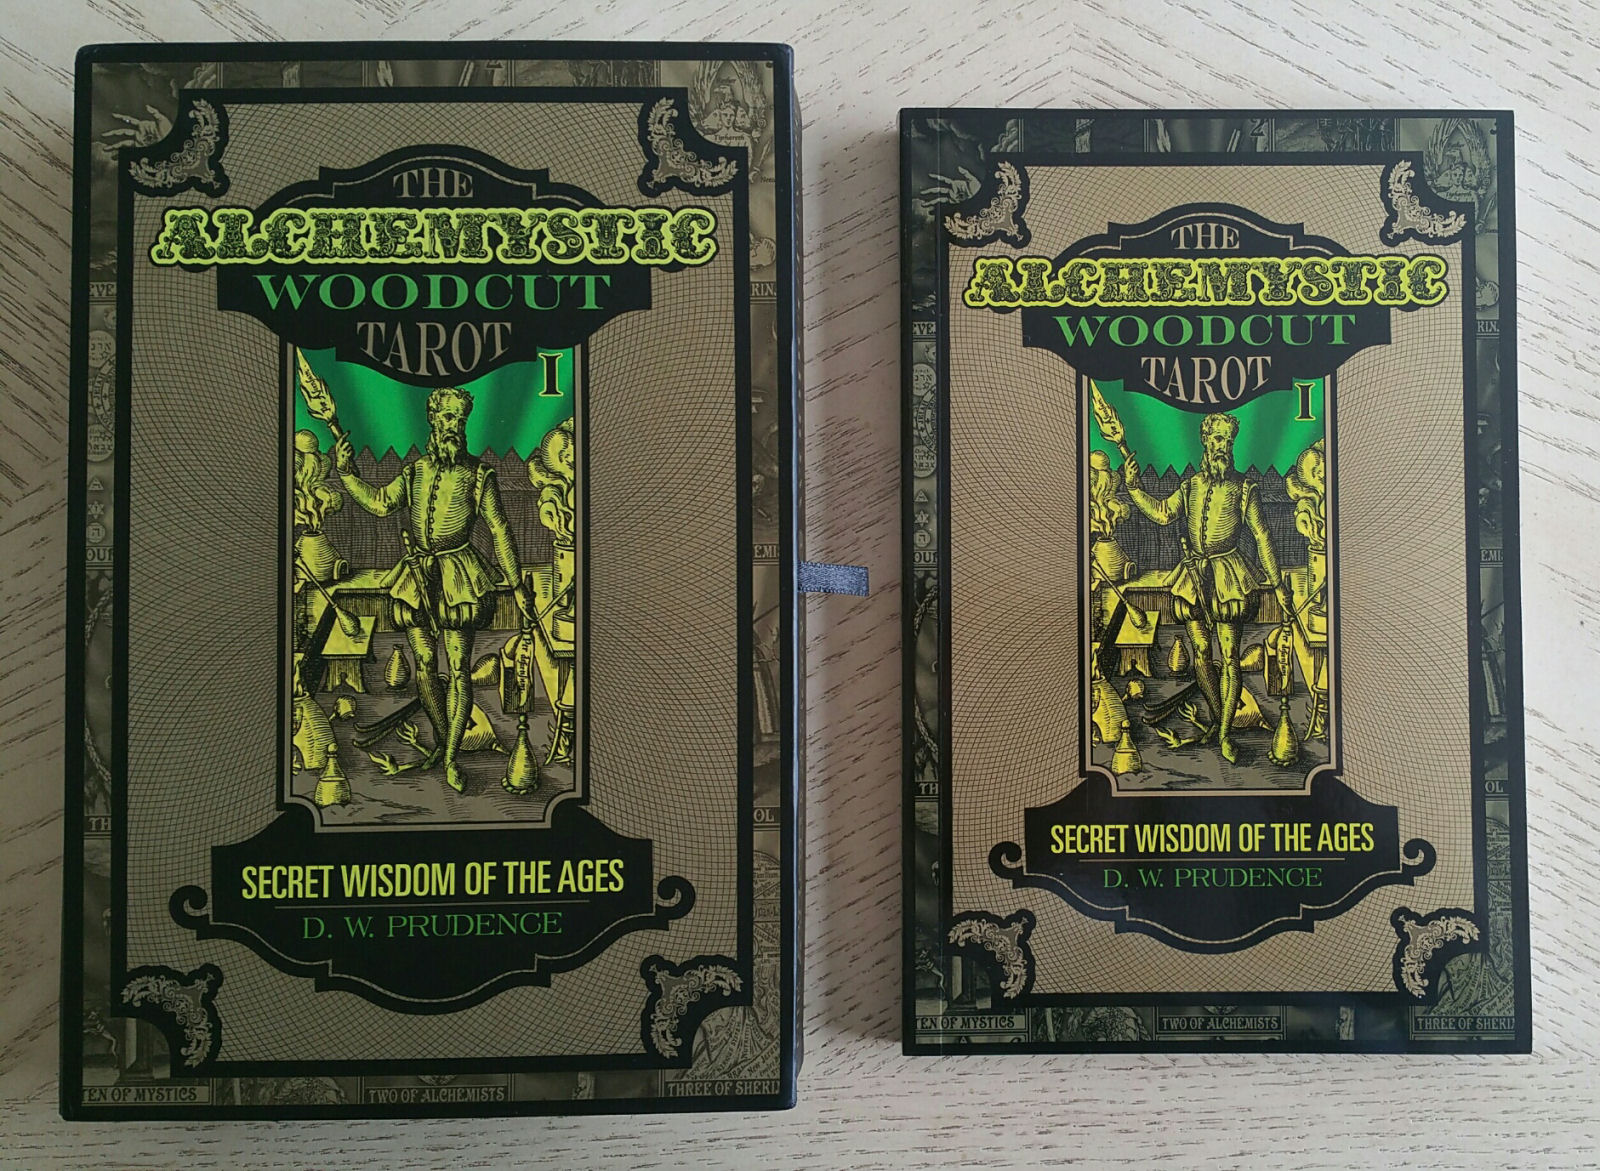 THE
ALCHEMYSTIC
WOODCUT
TAROT
I
SECRET WISDOM OF THE AGES
D. W. PRUDENCE
TEN OF MYSTICS
TWO OF ALCHEMISTS
THREE OF SHERI
THE
ALCHEMYSTIC
WOODCUT
TAROT
I
SECRET WISDOM OF THE AGES
D. W. PRUDENCE
TEN OF MYSTICS
TWO OF ALCHEMISTS
THREE OF SHERI